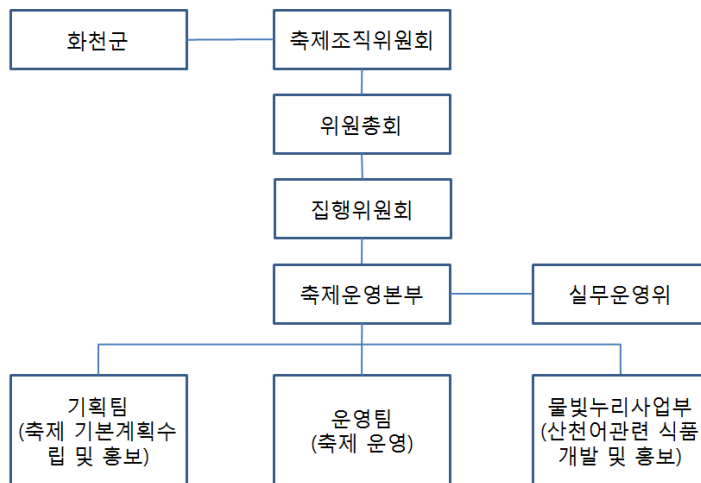 화천군
축제조직위원회
위원총회
집행위원회
축제운영본부
실무운영위
기획팀
(축제 기본계획수
립 및 홍보)
운영팀
(축제 운영)
물빛누리사업부
(산천어관련 식품
개발 및 홍보)